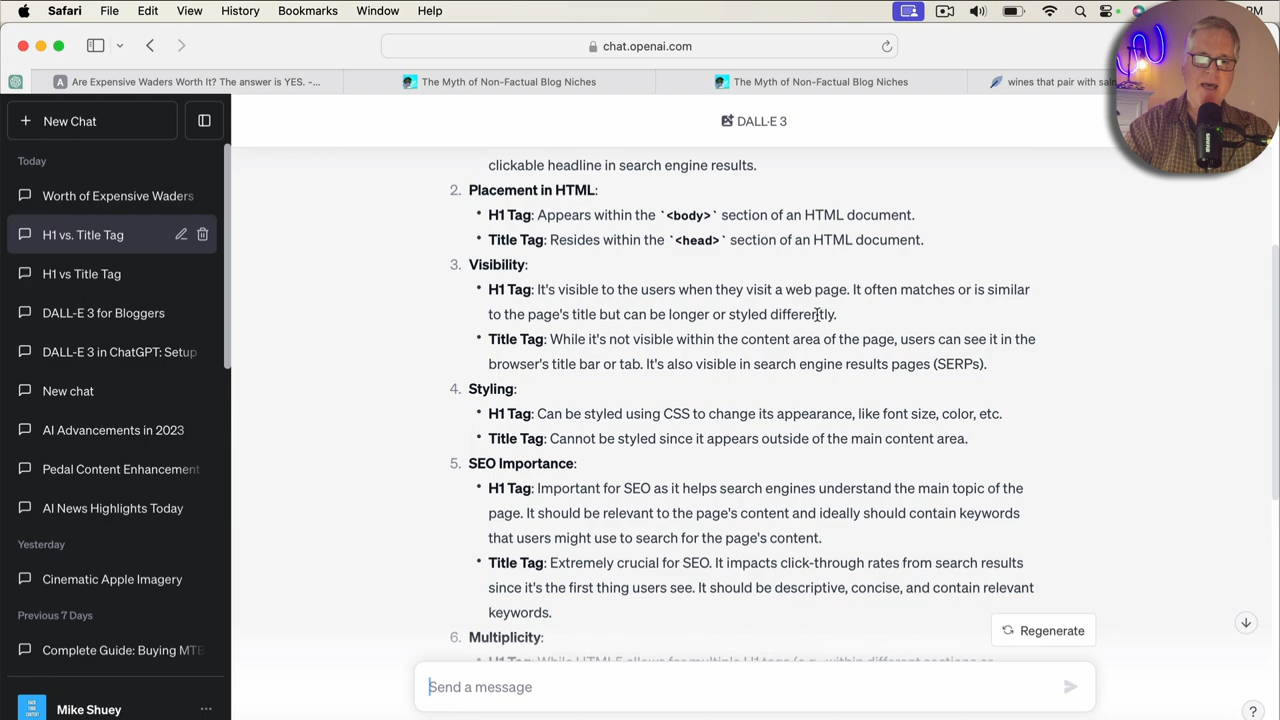 Safari File Edit View History Bookmarks Window Help PM
chat.openai.com
Are Expensive Waders Worth It? The answer is YES. -...
The Myth of Non-Factual Blog Niches
The Myth of Non-Factual Blog Niches
wines that pair with
New Chat
DALL·E 3
Today
Worth of Expensive Waders
H1 vs. Title Tag
H1 vs Title Tag
DALL-E 3 for Bloggers
DALL-E 3 in ChatGPT: Setup
New chat
AI Advancements in 2023
Pedal Content Enhancement
AI News Highlights Today
Yesterday
Cinematic Apple Imagery
Previous 7 Days
Complete Guide: Buying MTB
Mike Shuey
clickable headline in search engine results.
2. Placement in HTML:
• H1 Tag: Appears within the `<body>` section of an HTML document.
• Title Tag: Resides within the `<head>` section of an HTML document.
3. Visibility:
• H1 Tag: It's visible to the users when they visit a web page. It often matches or is similar
to the page's title but can be longer or styled differently.
• Title Tag: While it's not visible within the content area of the page, users can see it in the
browser's title bar or tab. It's also visible in search engine results pages (SERPs).
4. Styling:
• H1 Tag: Can be styled using CSS to change its appearance, like font size, color, etc.
• Title Tag: Cannot be styled since it appears outside of the main content area.
5. SEO Importance:
• H1 Tag: Important for SEO as it helps search engines understand the main topic of the
page. It should be relevant to the page's content and ideally should contain keywords
that users might use to search for the page's content.
• Title Tag: Extremely crucial for SEO. It impacts click-through rates from search results
since it's the first thing users see. It should be descriptive, concise, and contain relevant
keywords.
Regenerate
6. Multiplicity:
• H1 Tag: While HTML5 allows for multiple H1 tags (e.g., within different sections or
Send a message
?